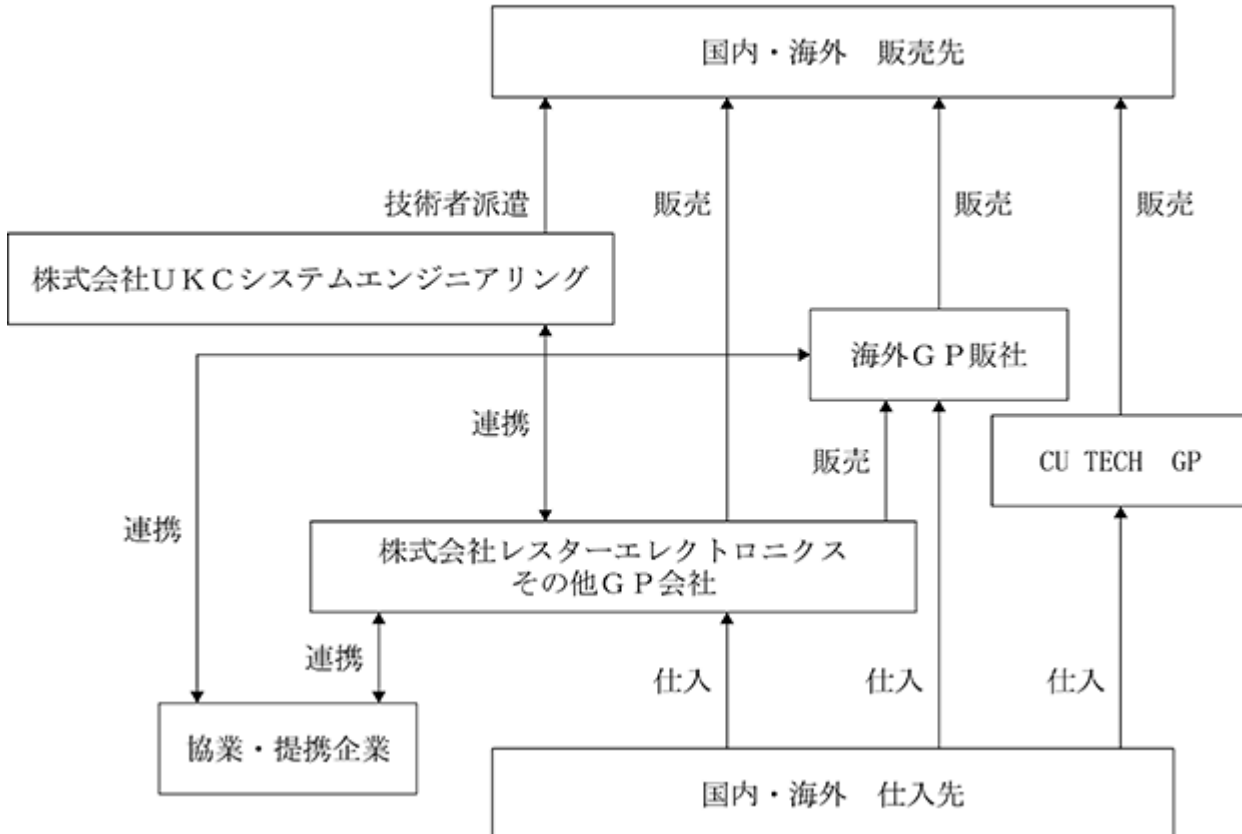 国内・海外　販売先
技術者派遣
販売
販売
販売
株式会社ＵＫＣシステムエンジニアリング
海外ＧＰ販社
連携
販売
CU TECH　GP
連携
株式会社レスターエレクトロニクス
その他ＧＰ会社
連携
仕入
仕入
仕入
協業・提携企業
国内・海外　仕入先